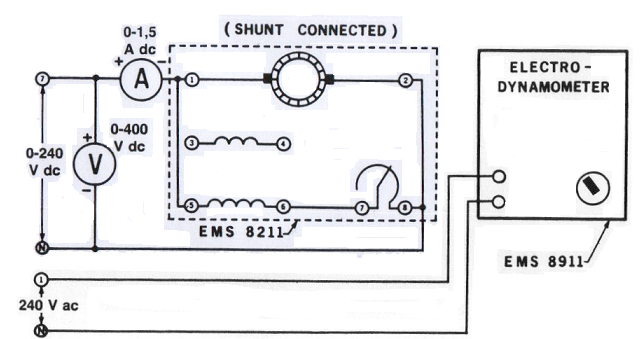 ( SHUNT CONNECTED )
0-1,5
A dc
+ −
7
A
1
2
ELECTRO-
DYNAMOMETER
0-400
V dc
+
V
−
3
4
0-240
V dc
5
6
7
8
EMS 8211
N
EMS 8911
1
240 V ac
N